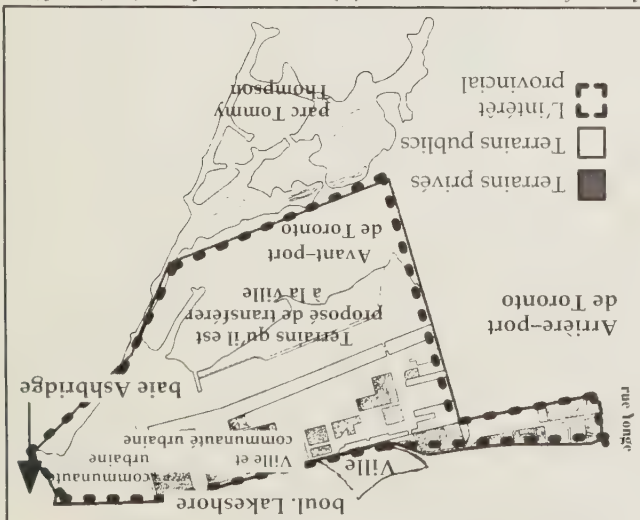 boul. Lakeshore
Ville
rue Yonge
communauté
urbaine
Ville et
communauté urbaine
baie Ashbridge
Arrière-port
de Toronto
Terrains qu'il est
proposé de transférer
à la ville
Avant-port
de Toronto
Terrains privés
Terrains publics
L'intérêt
provincial
parc Tommy
Thompson